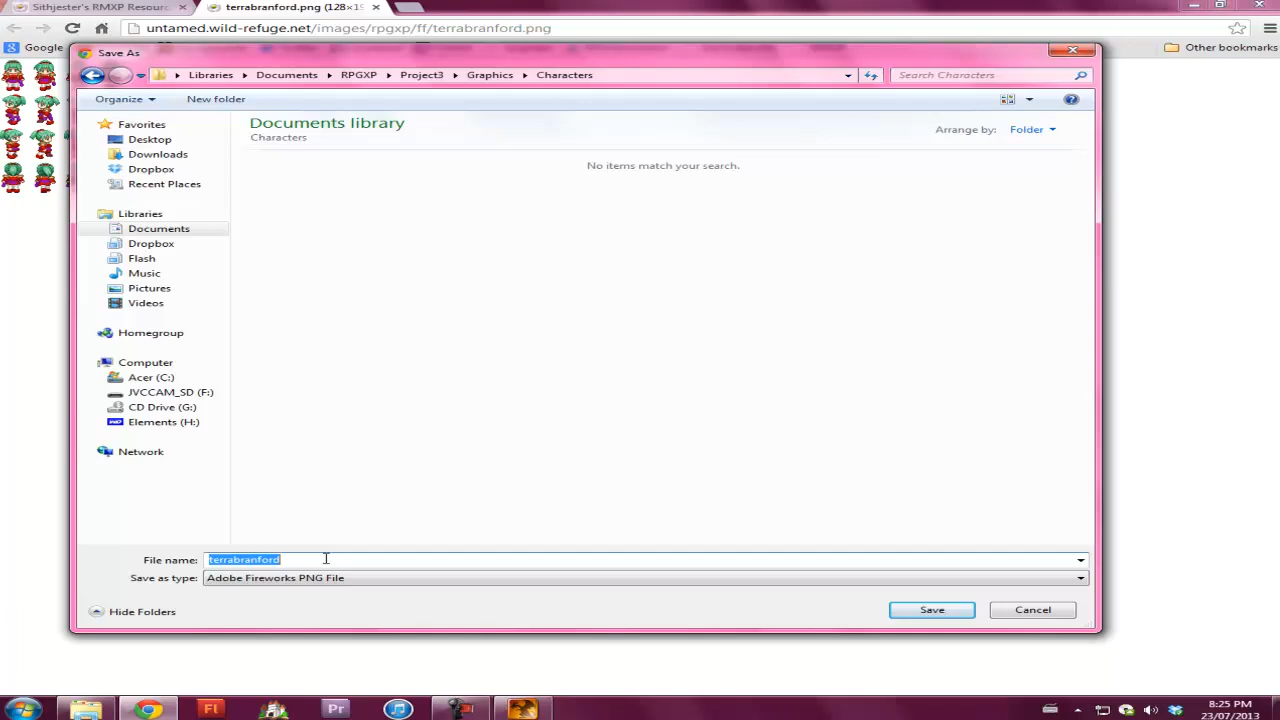 Sithjester's RMXP Resour
terrabranford.png (128×19
untamed.wild-refuge.net/images/rpgxp/ff/terrabranford.png
Google
Other bookmarks
Save As
Libraries Documents RPGXP Project3 Graphics Characters
Search Characters
Organize
New folder
Favorites
Desktop
Downloads
Dropbox
Recent Places
Libraries
Documents
Dropbox
Flash
Music
Pictures
Videos
Homegroup
Computer
Acer (C:)
JVCCAM_SD (F:)
CD Drive (G:)
Elements (H:)
Network
Documents library
Characters
Arrange by: Folder
No items match your search.
File name: terrabranford
Save as type: Adobe Fireworks PNG File
Hide Folders
Save
Cancel
Fl
Pr
8:25 PM
23/07/2013